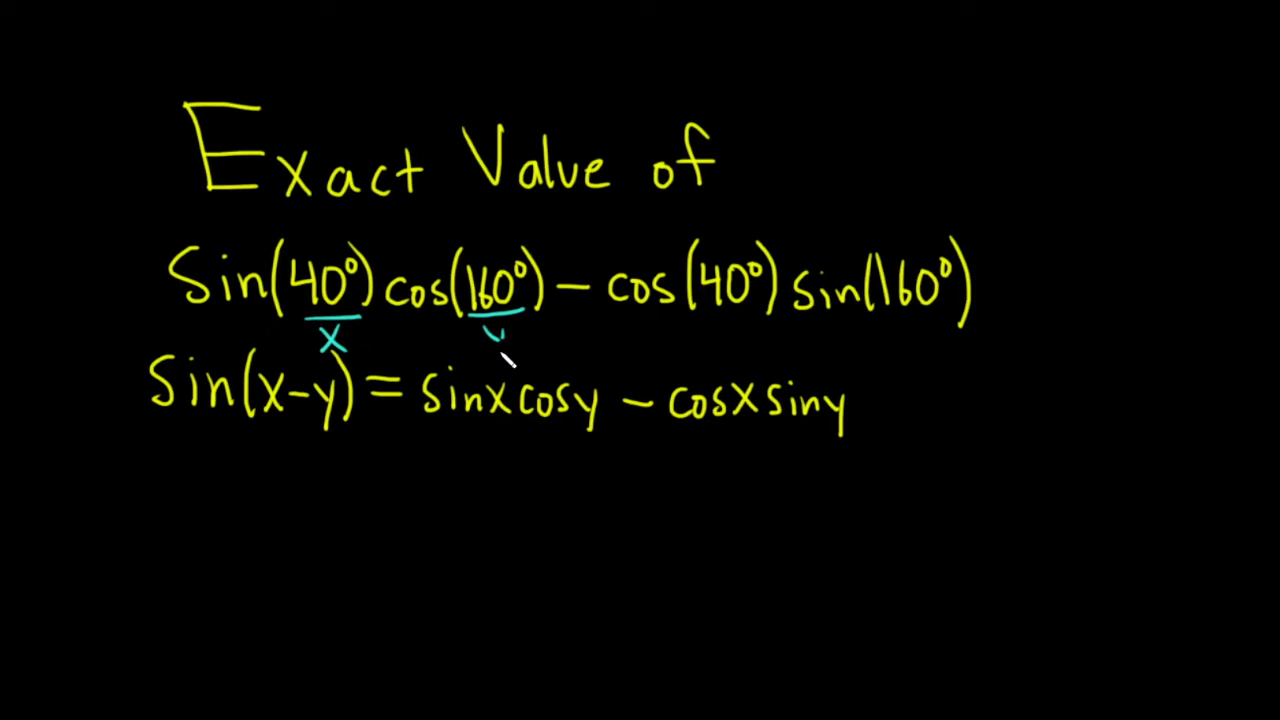 Exact Value of
Sin(40°) cos(160°) – cos(40°) sin(160°)
x y
Sin(x-y) = sinxcosy – cosxsiny